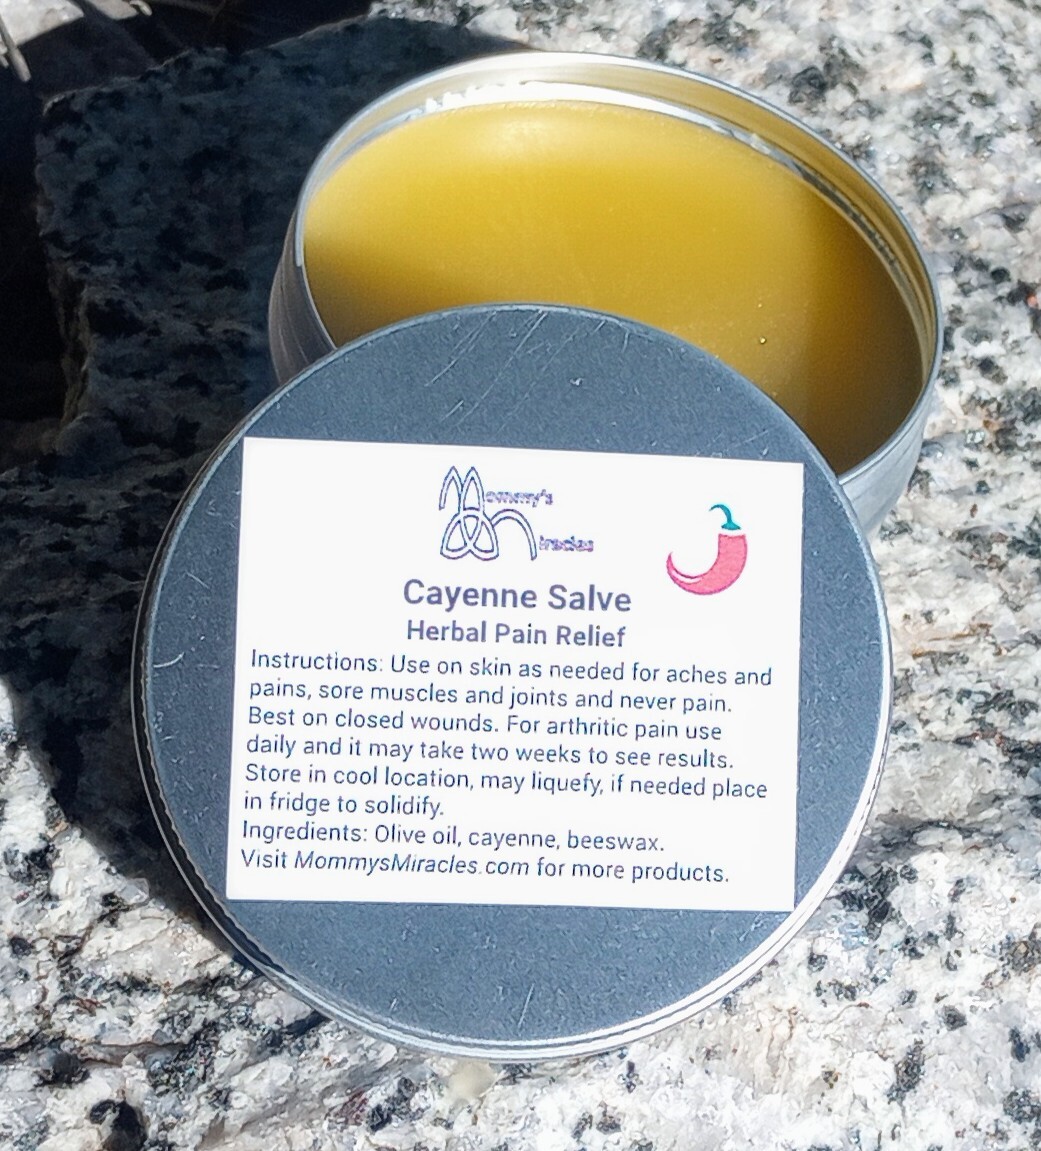 Mommy's
Miracles
Cayenne Salve
Herbal Pain Relief
Instructions: Use on skin as needed for aches and
pains, sore muscles and joints and never pain.
Best on closed wounds. For arthritic pain use
daily and it may take two weeks to see results.
Store in cool location, may liquefy, if needed place
in fridge to solidify.
Ingredients: Olive oil, cayenne, beeswax.
Visit MommysMiracles.com for more products.